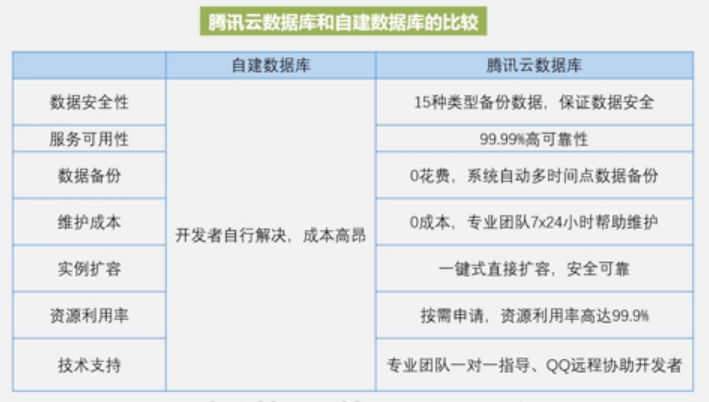 腾讯云数据库和自建数据库的比较
自建数据库 腾讯云数据库
数据安全性 15种类型备份数据，保证数据安全
服务可用性 99.99%高可靠性
数据备份 0花费，系统自动多时间点数据备份
维护成本 0成本，专业团队7x24小时帮助维护
开发者自行解决，成本高昂
实例扩容 一键式直接扩容，安全可靠
资源利用率 按需申请，资源利用率高达99.9%
技术支持 专业团队一对一指导、QQ远程协助开发者